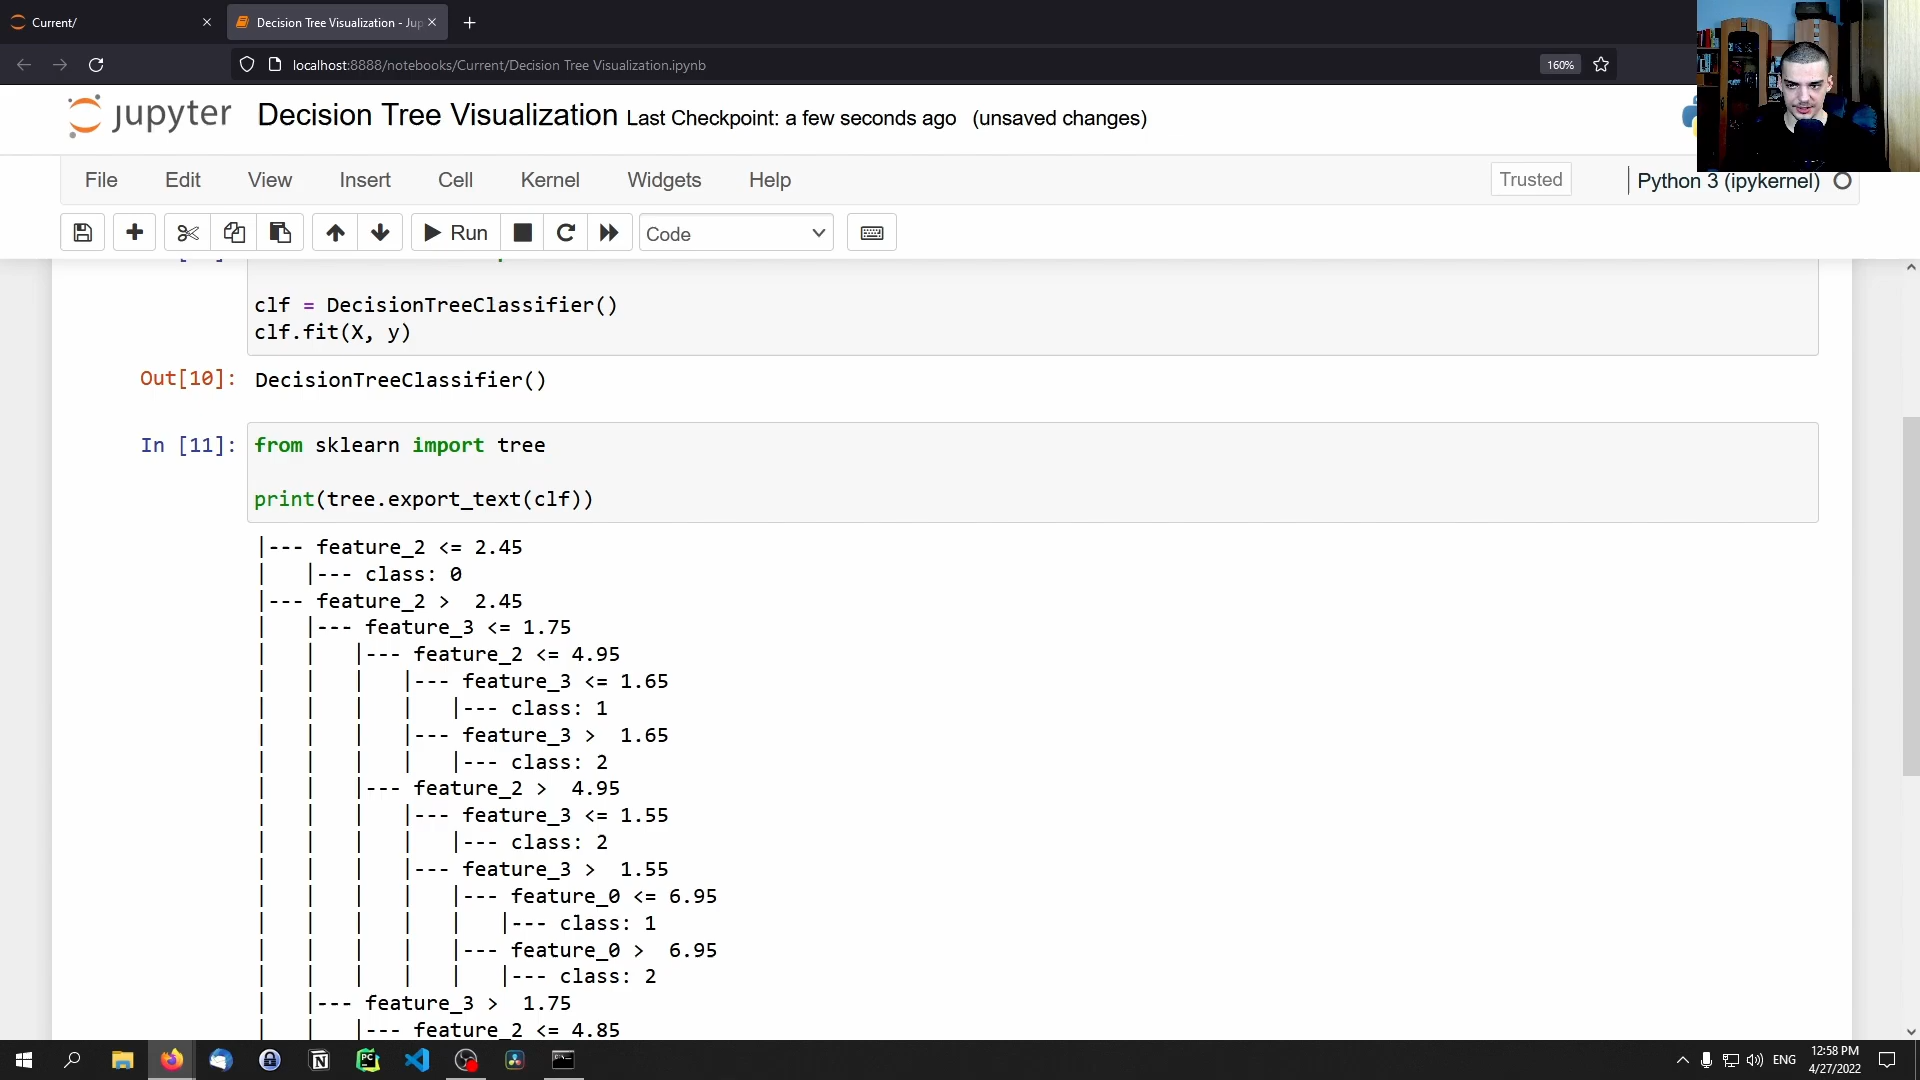 Current/
Decision Tree Visualization - Jup
localhost:8888/notebooks/Current/Decision Tree Visualization.ipynb
160%
jupyter
Decision Tree Visualization Last Checkpoint: a few seconds ago (unsaved changes)
File Edit View Insert Cell Kernel Widgets Help
Trusted
Python 3 (ipykernel)
Run
Code
clf = DecisionTreeClassifier()
clf.fit(X, y)
Out[10]: DecisionTreeClassifier()
In [11]: from sklearn import tree
print(tree.export_text(clf))
|--- feature_2 <= 2.45
|   |--- class: 0
|--- feature_2 >  2.45
|   |--- feature_3 <= 1.75
|   |   |--- feature_2 <= 4.95
|   |   |   |--- feature_3 <= 1.65
|   |   |   |   |--- class: 1
|   |   |   |--- feature_3 >  1.65
|   |   |   |   |--- class: 2
|   |   |--- feature_2 >  4.95
|   |   |   |--- feature_3 <= 1.55
|   |   |   |   |--- class: 2
|   |   |   |--- feature_3 >  1.55
|   |   |   |   |--- feature_0 <= 6.95
|   |   |   |   |   |--- class: 1
|   |   |   |   |--- feature_0 >  6.95
|   |   |   |   |   |--- class: 2
|   |--- feature_3 >  1.75
|   |   |--- feature_2 <= 4.85
ENG
12:58 PM
4/27/2022